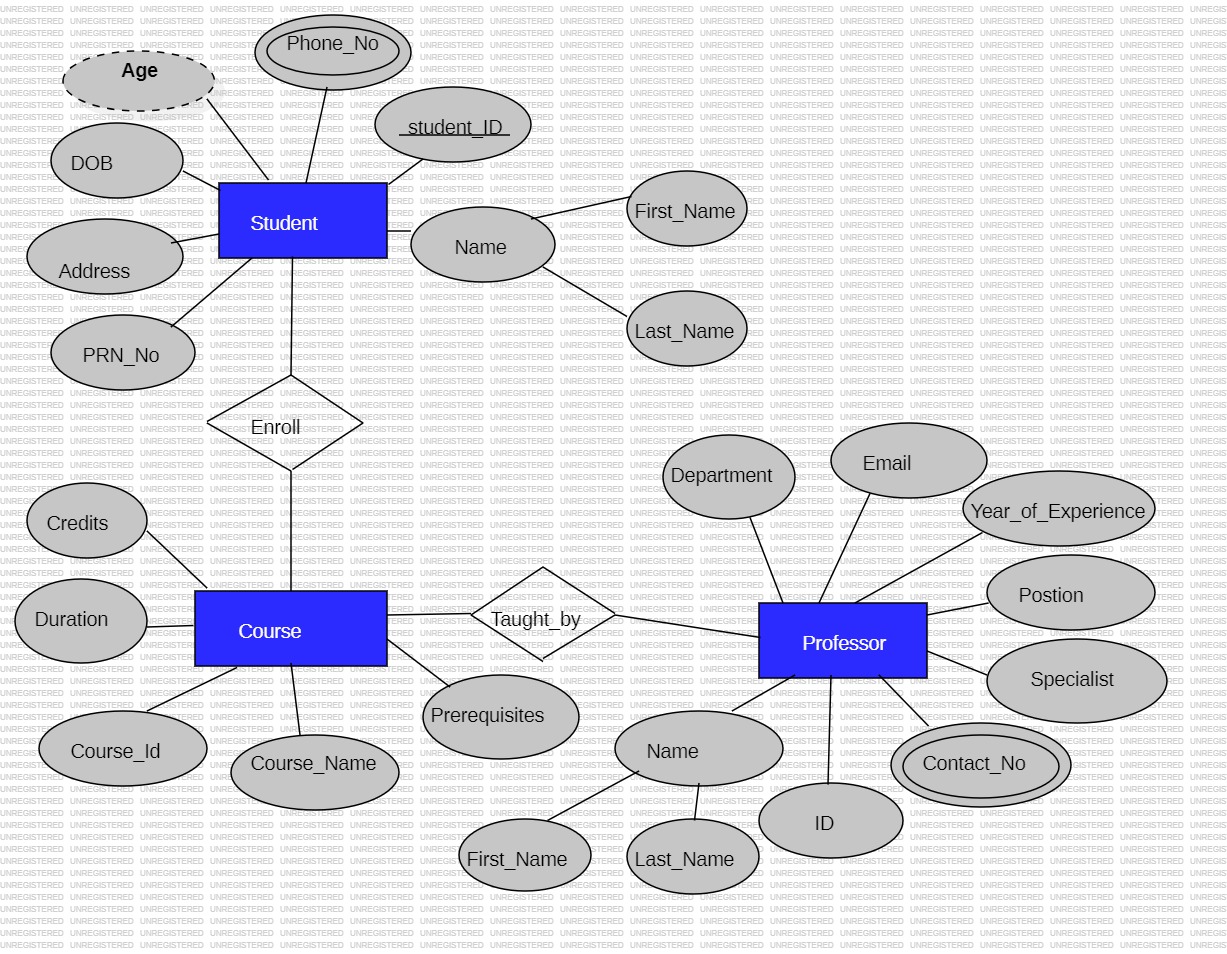 Phone_No
Age
student_ID
DOB
First_Name
Student
Name
Address
Last_Name
PRN_No
Enroll
Email
Department
Year_of_Experience
Credits
Postion
Duration
Taught_by
Course
Professor
Specialist
Prerequisites
Course_Id
Name
Course_Name
Contact_No
ID
First_Name
Last_Name
UNREGISTERED